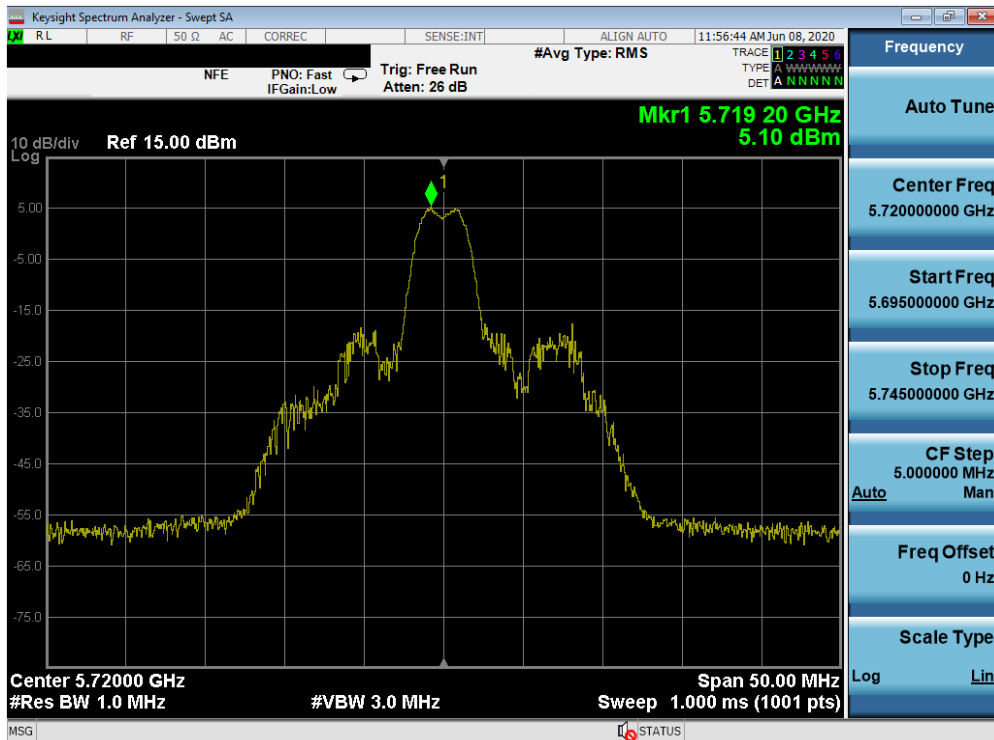 Keysight Spectrum Analyzer - Swept SA
LXI RL RF 50 Ω AC CORREC SENSE:INT ALIGN AUTO 11:56:44 AM Jun 08, 2020
NFE PNO: Fast IFGain:Low
Trig: Free Run
Atten: 26 dB
#Avg Type: RMS
TRACE 1 2 3 4 5 6
TYPE A WWWWW
DET A N N N N N
Mkr1 5.719 20 GHz
5.10 dBm
10 dB/div Ref 15.00 dBm
Log
1
5.00
-5.00
-15.0
-25.0
-35.0
-45.0
-55.0
-65.0
-75.0
Center 5.72000 GHz Span 50.00 MHz
#Res BW 1.0 MHz #VBW 3.0 MHz Sweep 1.000 ms (1001 pts)
MSG STATUS
Frequency
Auto Tune
Center Freq
5.720000000 GHz
Start Freq
5.695000000 GHz
Stop Freq
5.745000000 GHz
CF Step
5.000000 MHz
Auto Man
Freq Offset
0 Hz
Scale Type
Log Lin